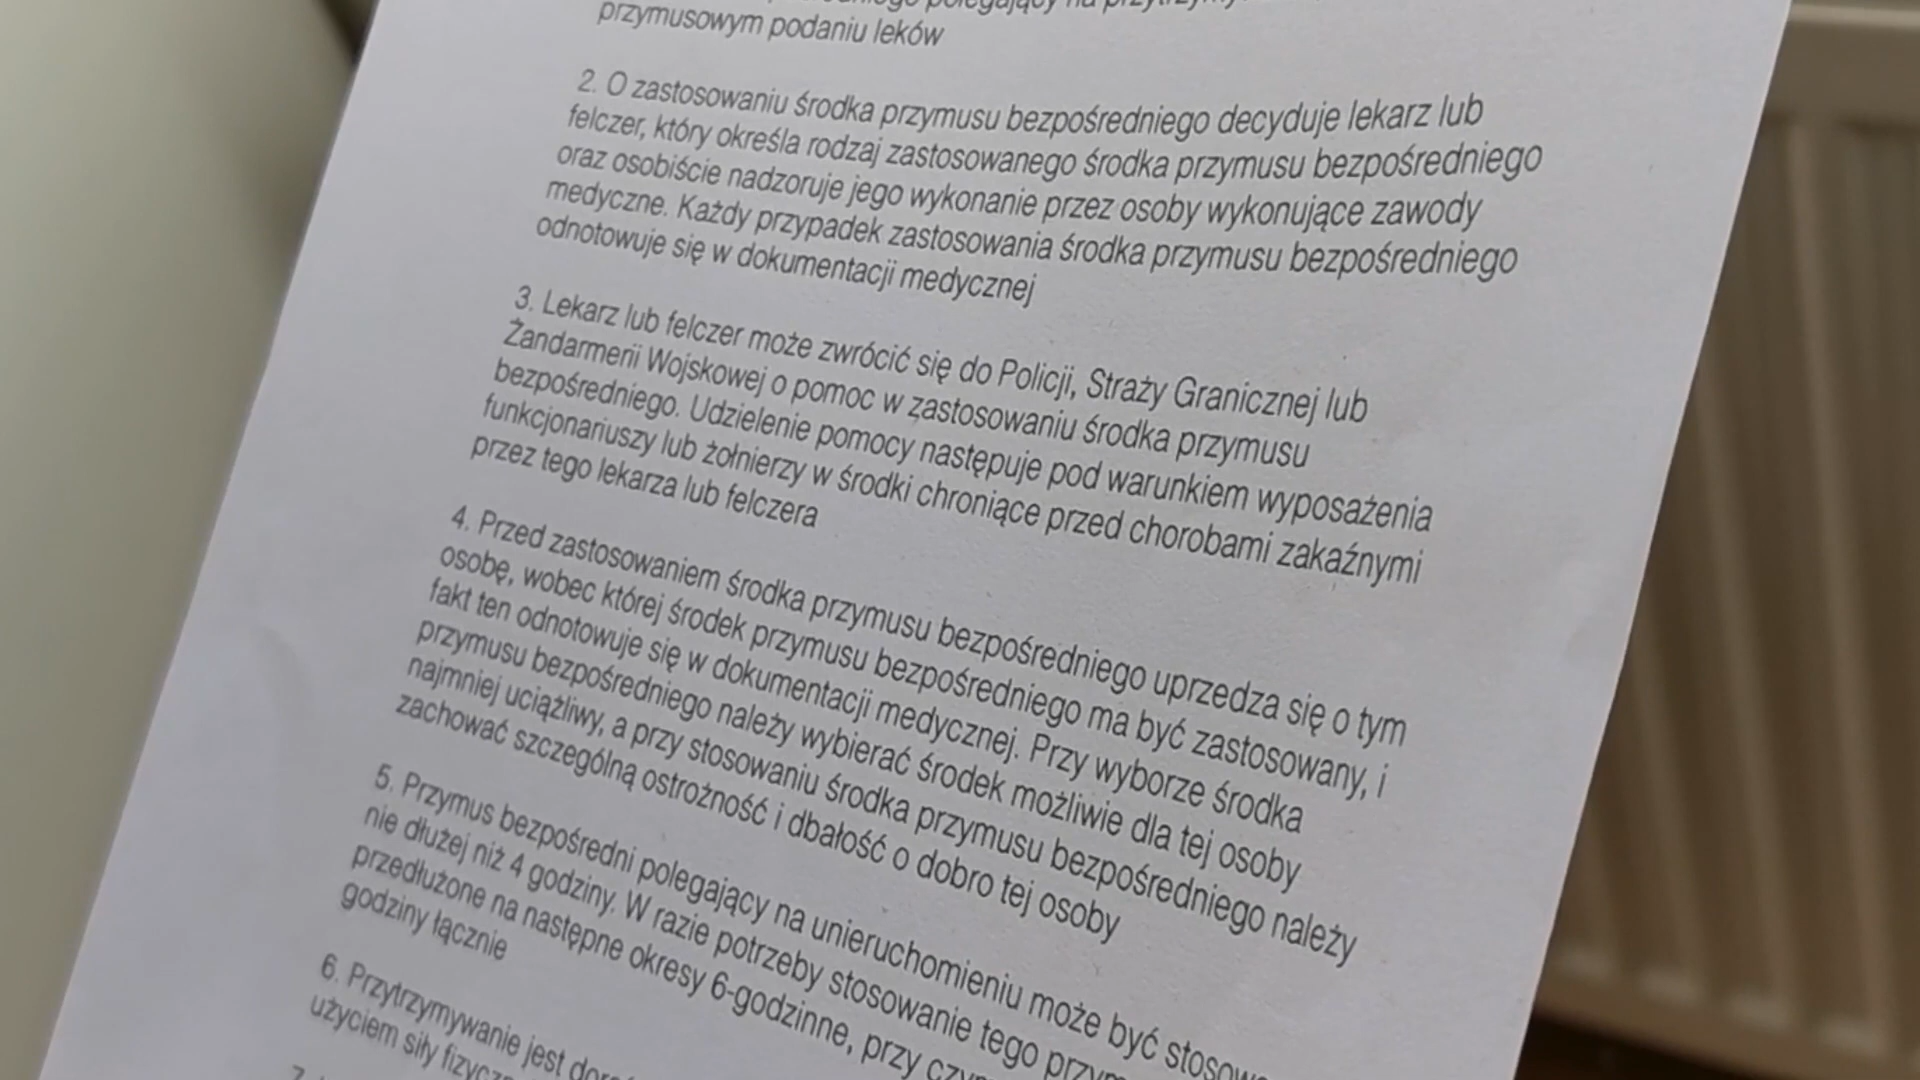 polegający na
przymusowym podaniu leków
2. O zastosowaniu środka przymusu bezpośredniego decyduje lekarz lub
felczer, który określa rodzaj zastosowanego środka przymusu bezpośredniego
oraz osobiście nadzoruje jego wykonanie przez osoby wykonujące zawody
medyczne. Każdy przypadek zastosowania środka przymusu bezpośredniego
odnotowuje się w dokumentacji medycznej
3. Lekarz lub felczer może zwrócić się do Policji, Straży Granicznej lub
Żandarmerii Wojskowej o pomoc w zastosowaniu środka przymusu
bezpośredniego. Udzielenie pomocy następuje pod warunkiem wyposażenia
funkcjonariuszy lub żołnierzy w środki chroniące przed chorobami zakaźnymi
przez tego lekarza lub felczera
4. Przed zastosowaniem środka przymusu bezpośredniego uprzedza się o tym
osobę, wobec której środek przymusu bezpośredniego ma być zastosowany, i
fakt ten odnotowuje się w dokumentacji medycznej. Przy wyborze środka
przymusu bezpośredniego należy wybierać środek możliwie dla tej osoby
najmniej uciążliwy, a przy stosowaniu środka przymusu bezpośredniego należy
zachować szczególną ostrożność i dbałość o dobro tej osoby
5. Przymus bezpośredni polegający na unieruchomieniu może być
nie dłużej niż 4 godziny. W razie potrzeby stosowanie tego
przedłużone na następne okresy 6-godzinne, przy
godziny łącznie
6. Przytrzymywanie jest
użyciem siły